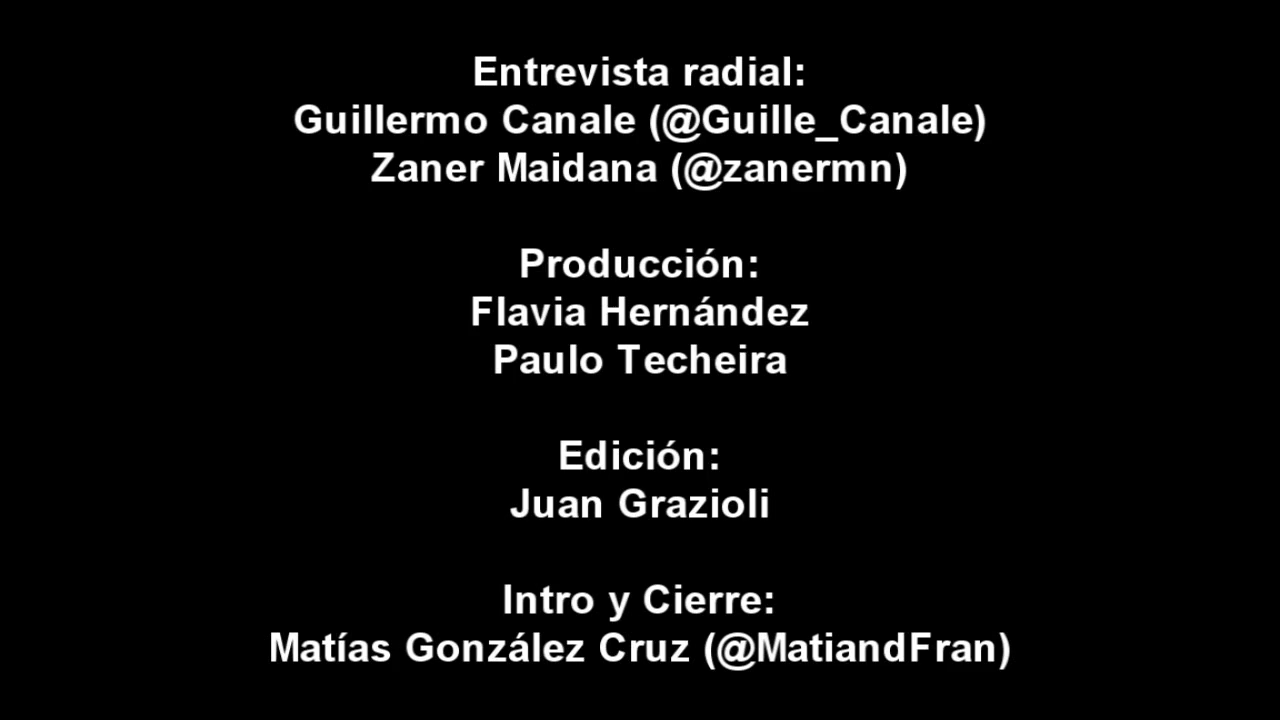 Entrevista radial:
Guillermo Canale (@Guille_Canale)
Zaner Maidana (@zanermn)
Producción:
Flavia Hernández
Paulo Techeira
Edición:
Juan Grazioli
Intro y Cierre:
Matías González Cruz (@MatiandFran)